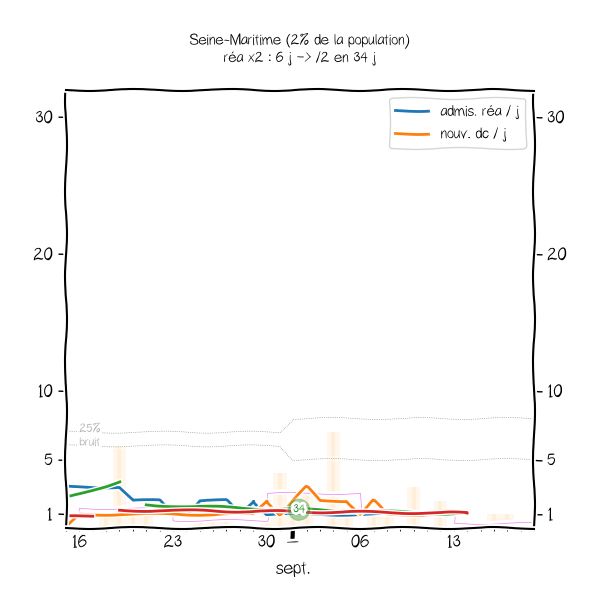 Seine-Maritime (2% de la population)
réa x2 : 6 j -> /2 en 34 j
admis. réa / j
nouv. dc / j
30
30
20
20
10
10
25%
bruit
5
5
34
1
1
16
23
30
06
13
sept.